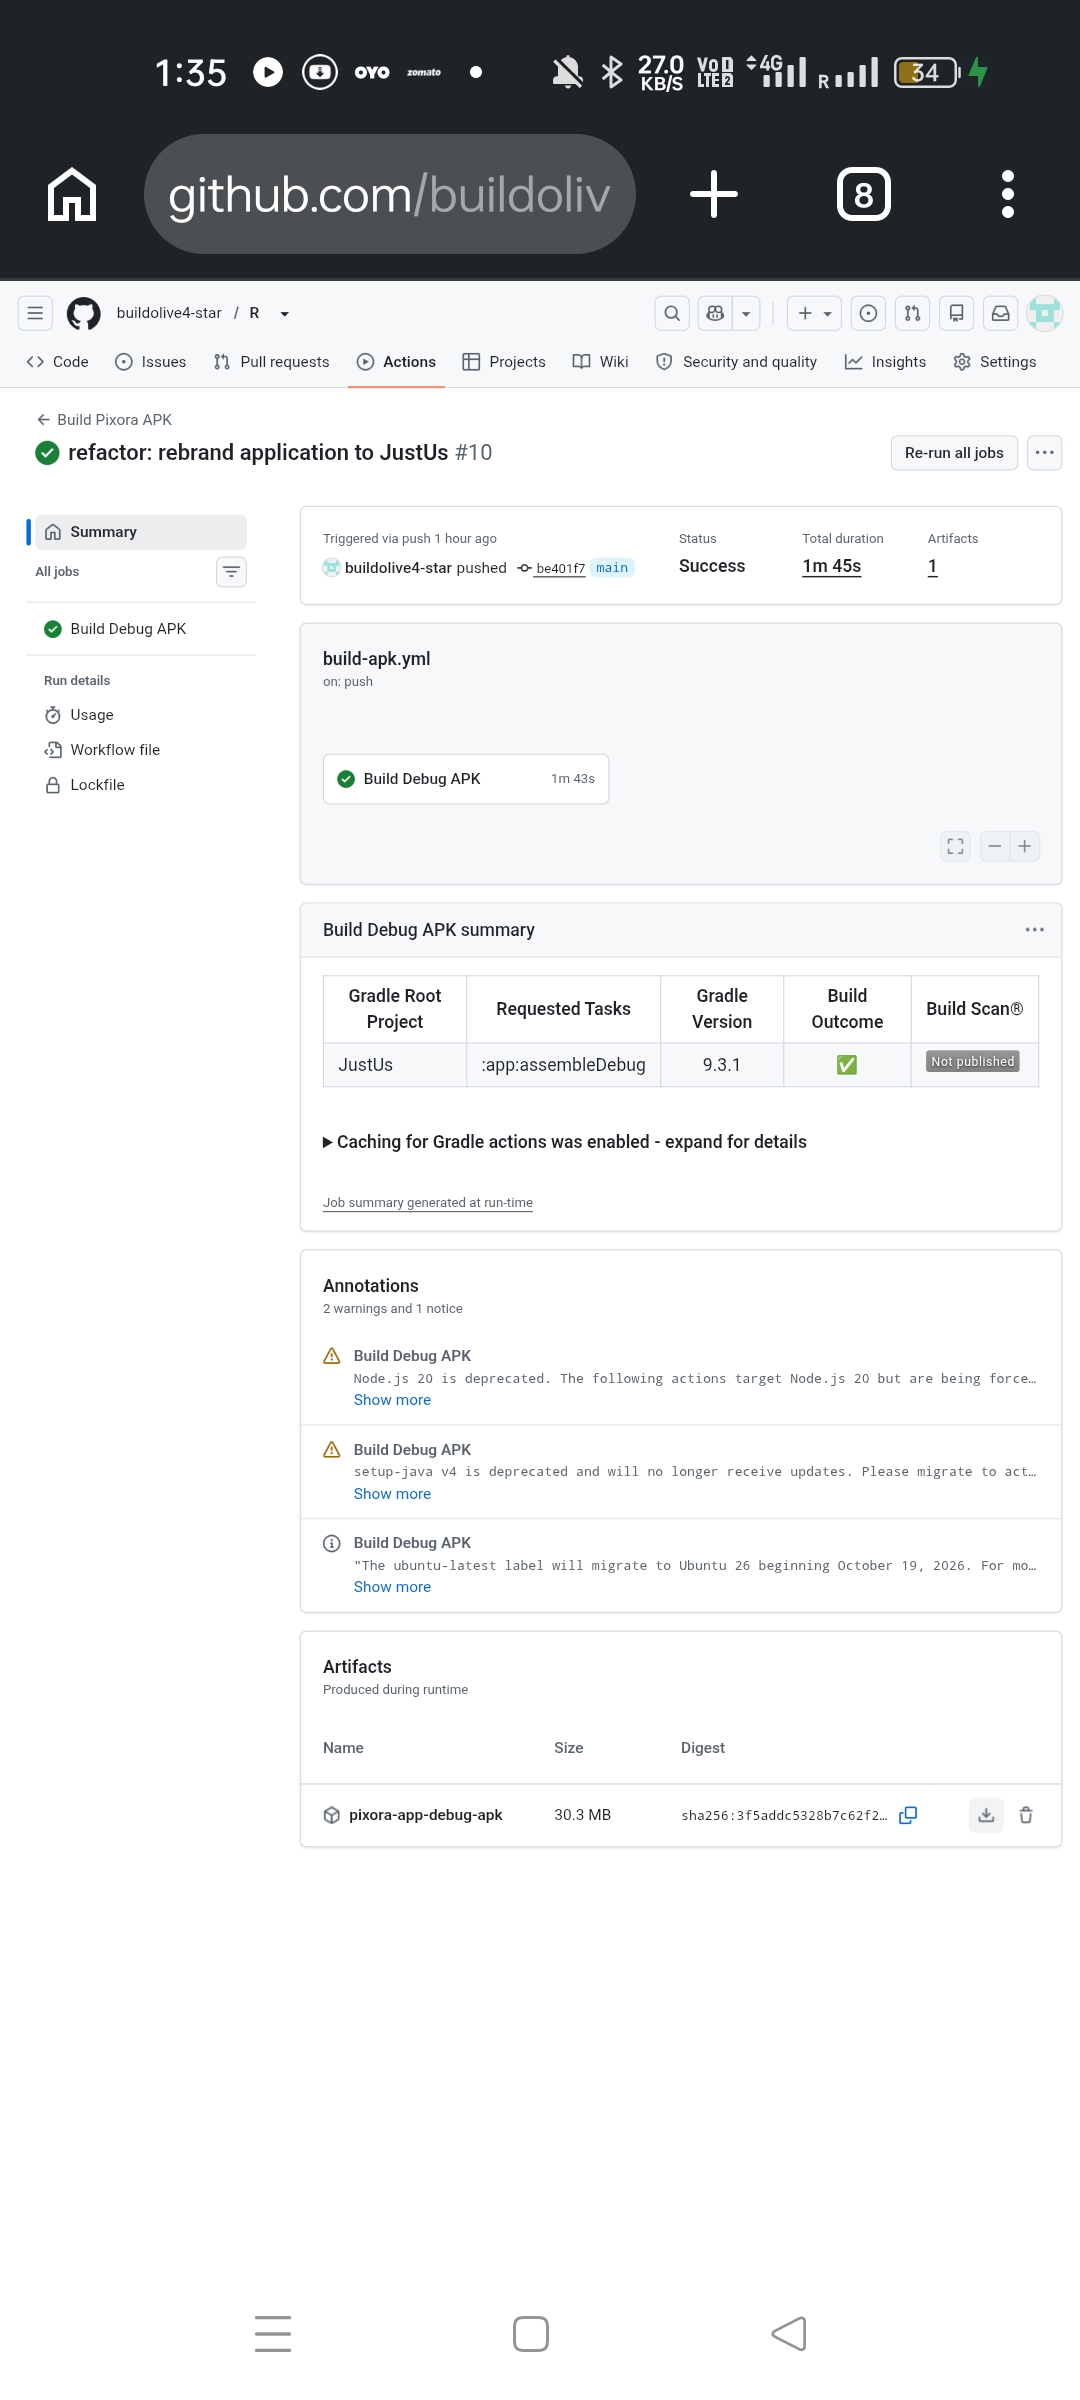 1:35 OYO zomato 27.0 KB/S Vo 1 LTE 2 4G R 34
github.com/buildoliv
8
buildolive4-star / R
Code Issues Pull requests Actions Projects Wiki Security and quality Insights Settings
Build Pixora APK
refactor: rebrand application to JustUs #10
Re-run all jobs
Summary
All jobs
Build Debug APK
Run details
Usage
Workflow file
Lockfile
Triggered via push 1 hour ago
buildolive4-star pushed be401f7 main
Status
Success
Total duration
1m 45s
Artifacts
1
build-apk.yml
on: push
Build Debug APK 1m 43s
Build Debug APK summary
Gradle Root Project Requested Tasks Gradle Version Build Outcome Build Scan®
JustUs :app:assembleDebug 9.3.1 ✅ Not published
Caching for Gradle actions was enabled - expand for details
Job summary generated at run-time
Annotations
2 warnings and 1 notice
Build Debug APK
Node.js 20 is deprecated. The following actions target Node.js 20 but are being force…
Show more
Build Debug APK
setup-java v4 is deprecated and will no longer receive updates. Please migrate to act…
Show more
Build Debug APK
"The ubuntu-latest label will migrate to Ubuntu 26 beginning October 19, 2026. For mo…
Show more
Artifacts
Produced during runtime
Name Size Digest
pixora-app-debug-apk 30.3 MB sha256:3f5addc5328b7c62f2…